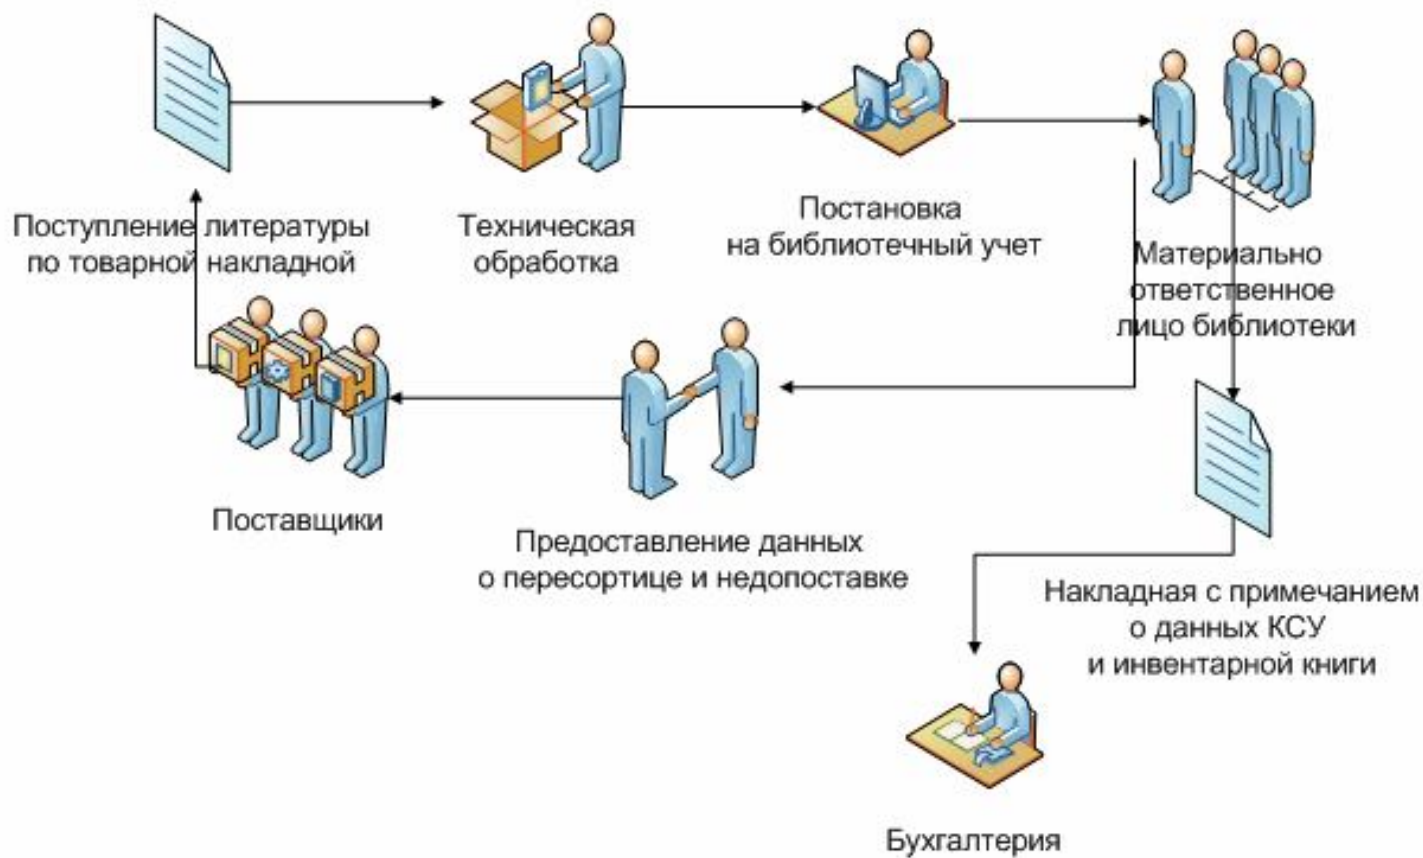 Поступление литературы
по товарной накладной
Техническая
обработка
Постановка
на библиотечный учет
Материально
ответственное
лицо библиотеки
Поставщики
Предоставление данных
о пересортице и недопоставке
Накладная с примечанием
о данных КСУ
и инвентарной книги
Бухгалтерия